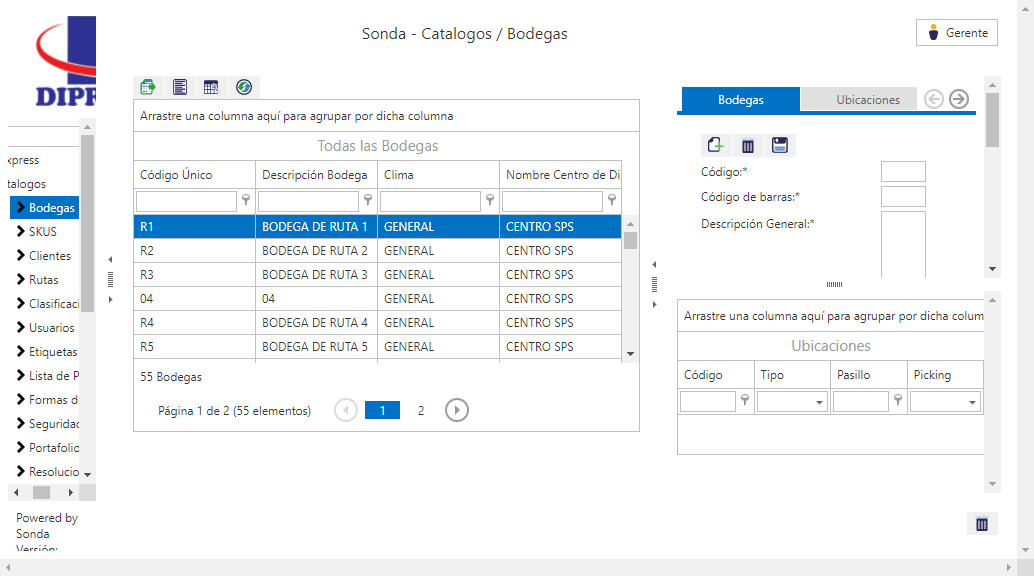 DIPR
Sonda - Catalogos / Bodegas
Gerente
xpress
talogos
Bodegas
SKUS
Clientes
Rutas
Clasificaci
Usuarios
Etiquetas
Lista de P
Formas d
Seguridad
Portafolio
Resolucio
Powered by
Sonda
Versión:
Arrastre una columna aquí para agrupar por dicha columna
Todas las Bodegas
Código Único Descripción Bodega Clima Nombre Centro de Di
R1 BODEGA DE RUTA 1 GENERAL CENTRO SPS
R2 BODEGA DE RUTA 2 GENERAL CENTRO SPS
R3 BODEGA DE RUTA 3 GENERAL CENTRO SPS
04 04 GENERAL CENTRO SPS
R4 BODEGA DE RUTA 4 GENERAL CENTRO SPS
R5 BODEGA DE RUTA 5 GENERAL CENTRO SPS
55 Bodegas
Página 1 de 2 (55 elementos) 1 2
Bodegas Ubicaciones
Código:*
Código de barras:*
Descripción General:*
Arrastre una columna aquí para agrupar por dicha colum
Ubicaciones
Código Tipo Pasillo Picking